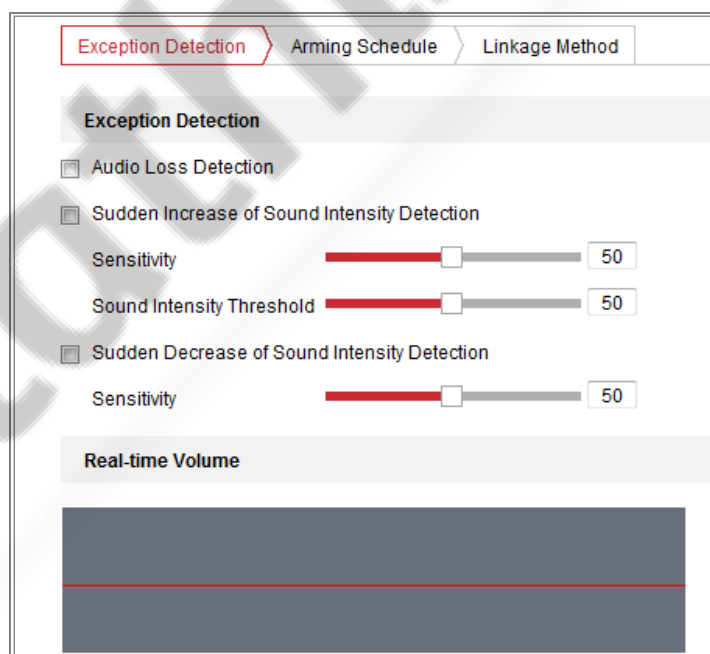 Exception Detection Arming Schedule Linkage Method
Exception Detection
Audio Loss Detection
Sudden Increase of Sound Intensity Detection
Sensitivity 50
Sound Intensity Threshold 50
Sudden Decrease of Sound Intensity Detection
Sensitivity 50
Real-time Volume